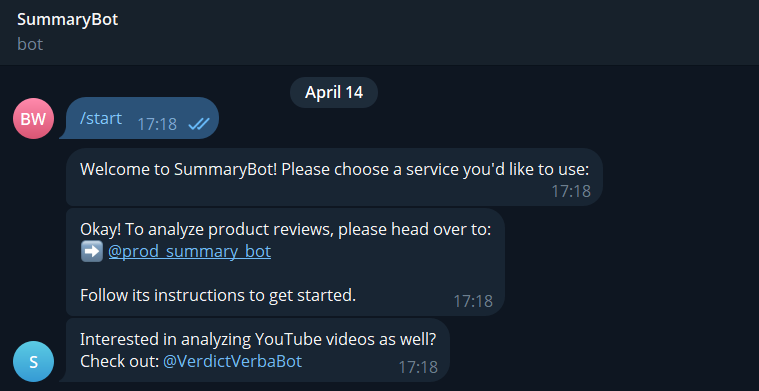 SummaryBot
bot
April 14
BW
/start 17:18
Welcome to SummaryBot! Please choose a service you'd like to use:
17:18
Okay! To analyze product reviews, please head over to:
➡️ @prod_summary_bot
Follow its instructions to get started. 17:18
Interested in analyzing YouTube videos as well?
S Check out: @VerdictVerbaBot 17:18